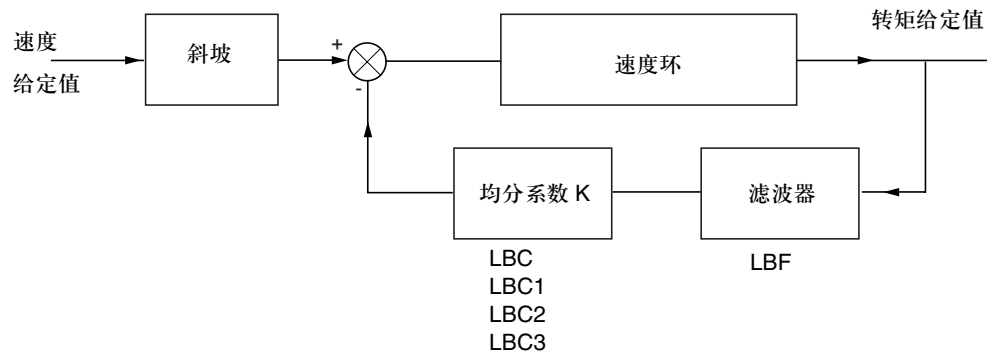 转矩给定值
速度
给定值
斜坡
+
-
速度环
均分系数 K
滤波器
LBC
LBC1
LBC2
LBC3
LBF